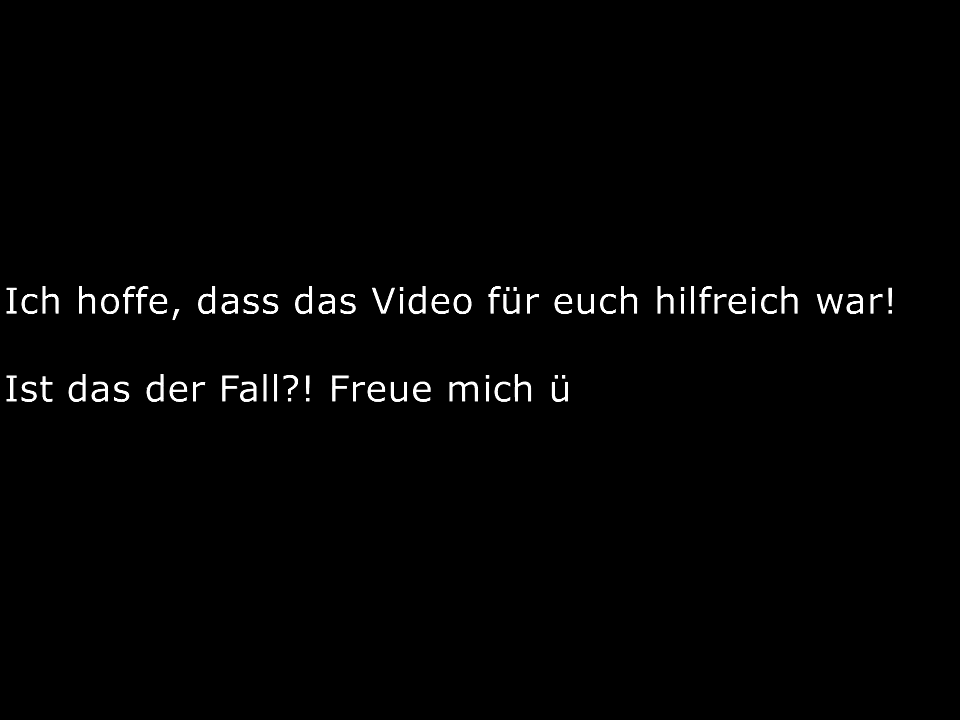 Ich hoffe, dass das Video für euch hilfreich war!
Ist das der Fall?! Freue mich ü